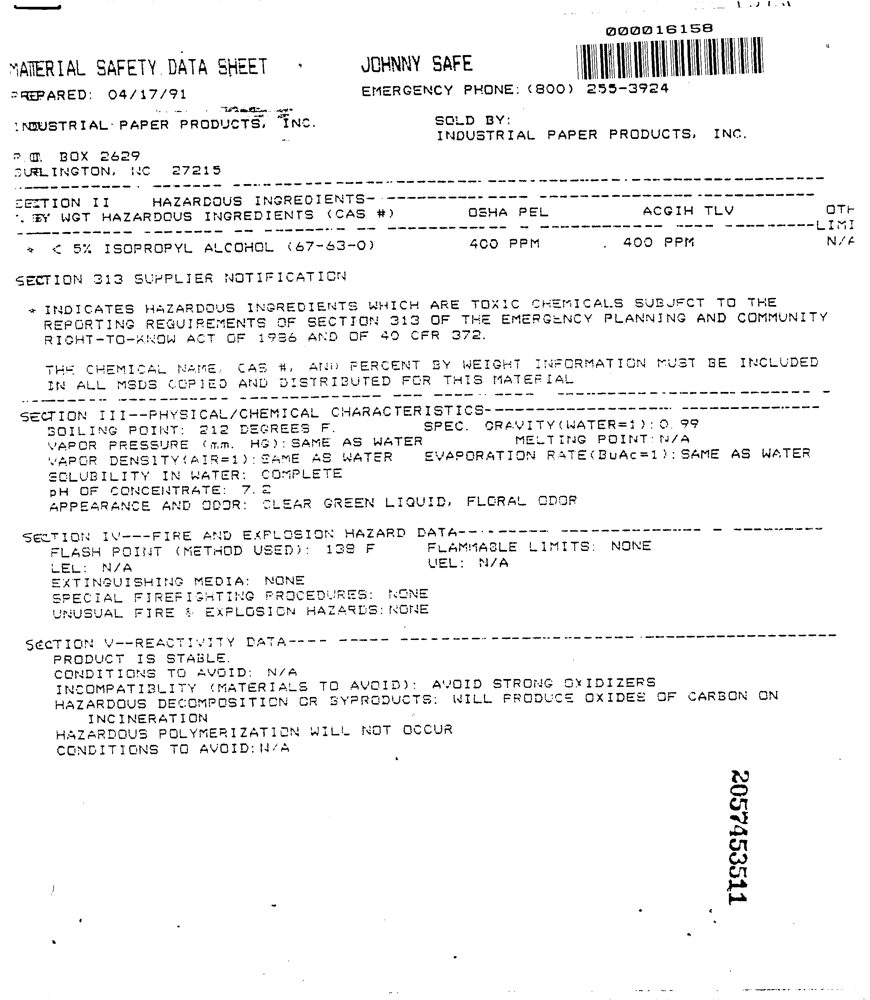 000016158
MATERIAL SAFETY DATA SHEET JOHNNY SAFE
PREPARED: 04/17/91 EMERGENCY PHONE: (800) 255-3924
INDUSTRIAL PAPER PRODUCTS, INC. SOLD BY:
INDUSTRIAL PAPER PRODUCTS, INC.
P.O. BOX 2629
BURLINGTON, NC 27215
SECTION II HAZARDOUS INGREDIENTS
% BY WGT HAZARDOUS INGREDIENTS (CAS #) OSHA PEL ACGIH TLV OTH
LIMI
* < 5% ISOPROPYL ALCOHOL (67-63-0) 400 PPM 400 PPM N/A
SECTION 313 SUPPLIER NOTIFICATION
* INDICATES HAZARDOUS INGREDIENTS WHICH ARE TOXIC CHEMICALS SUBJECT TO THE
REPORTING REQUIREMENTS OF SECTION 313 OF THE EMERGENCY PLANNING AND COMMUNITY
RIGHT-TO-KNOW ACT OF 1986 AND OF 40 CFR 372.
THE CHEMICAL NAME, CAS #, AND PERCENT BY WEIGHT INFORMATION MUST BE INCLUDED
IN ALL MSDS COPIED AND DISTRIBUTED FOR THIS MATERIAL
SECTION III--PHYSICAL/CHEMICAL CHARACTERISTICS
BOILING POINT: 212 DEGREES F. SPEC. GRAVITY(WATER=1):0.99
VAPOR PRESSURE (m.m. HG):SAME AS WATER MELTING POINT:N/A
VAPOR DENSITY(AIR=1):SAME AS WATER EVAPORATION RATE(BuAc=1):SAME AS WATER
SOLUBILITY IN WATER: COMPLETE
pH OF CONCENTRATE: 7.2
APPEARANCE AND ODOR: CLEAR GREEN LIQUID, FLORAL ODOR
SECTION IV---FIRE AND EXPLOSION HAZARD DATA
FLASH POINT (METHOD USED): 138 F FLAMMABLE LIMITS: NONE
LEL: N/A UEL: N/A
EXTINGUISHING MEDIA: NONE
SPECIAL FIREFIGHTING PROCEDURES: NONE
UNUSUAL FIRE & EXPLOSION HAZARDS:NONE
SECTION V--REACTIVITY DATA
PRODUCT IS STABLE.
CONDITIONS TO AVOID: N/A
INCOMPATIBLITY (MATERIALS TO AVOID): AVOID STRONG OXIDIZERS
HAZARDOUS DECOMPOSITION OR BYPRODUCTS: WILL PRODUCE OXIDES OF CARBON ON
INCINERATION
HAZARDOUS POLYMERIZATION WILL NOT OCCUR
CONDITIONS TO AVOID:N/A
2057453511